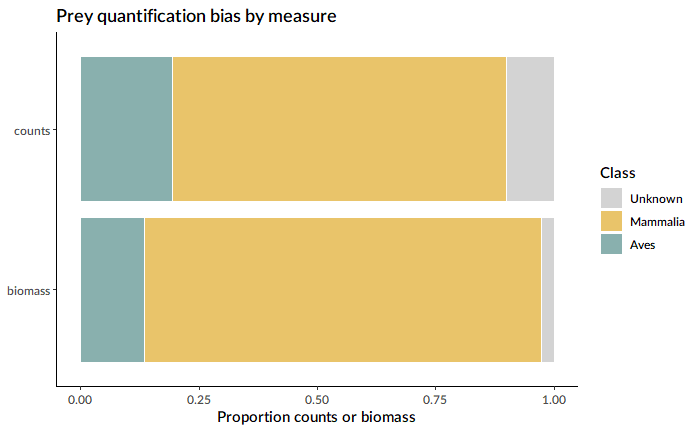 Prey quantification bias by measure
counts
biomass
0.00 0.25 0.50 0.75 1.00
Proportion counts or biomass
Class
Unknown
Mammalia
Aves